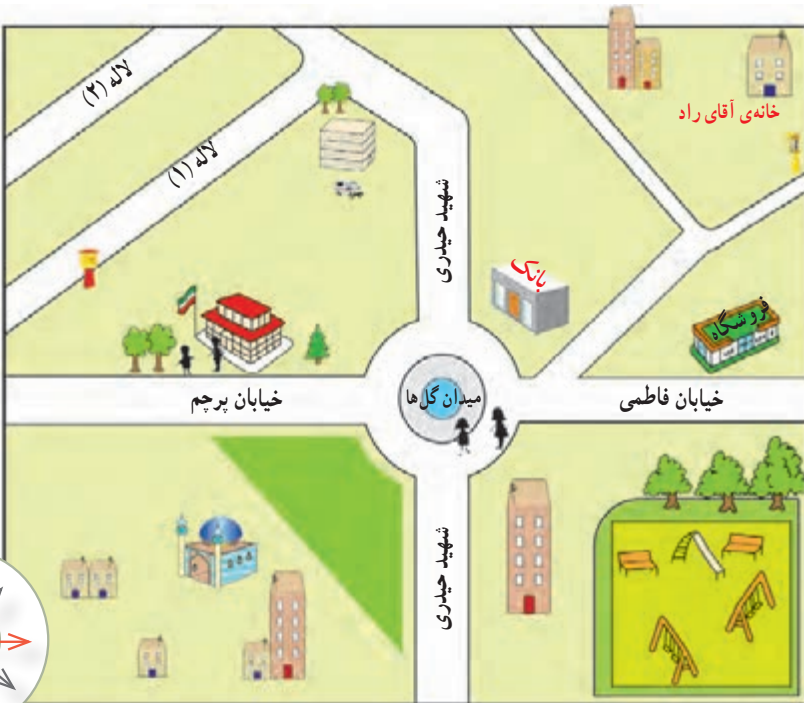 لاله (۲)
لاله (۱)
خانه‌ی آقای راد
شهید حیدری
بانک
فروشگاه
خیابان فاطمی
میدان گل‌ها
خیابان پرچم
شهید حیدری